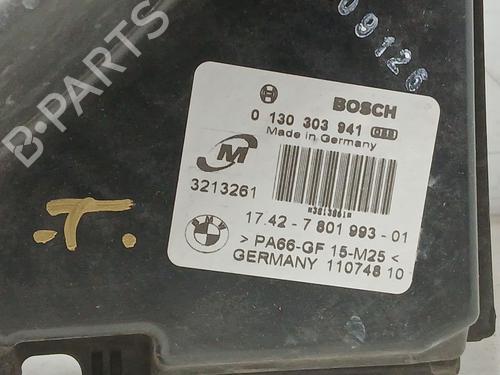 B-PARTS
09126
BOSCH
0 130 303 941
Made in Germany
M
3213261
BMW
17.42 - 7 801 993 - 01
> PA66-GF 15-M25 <
GERMANY 110748 10
.T.